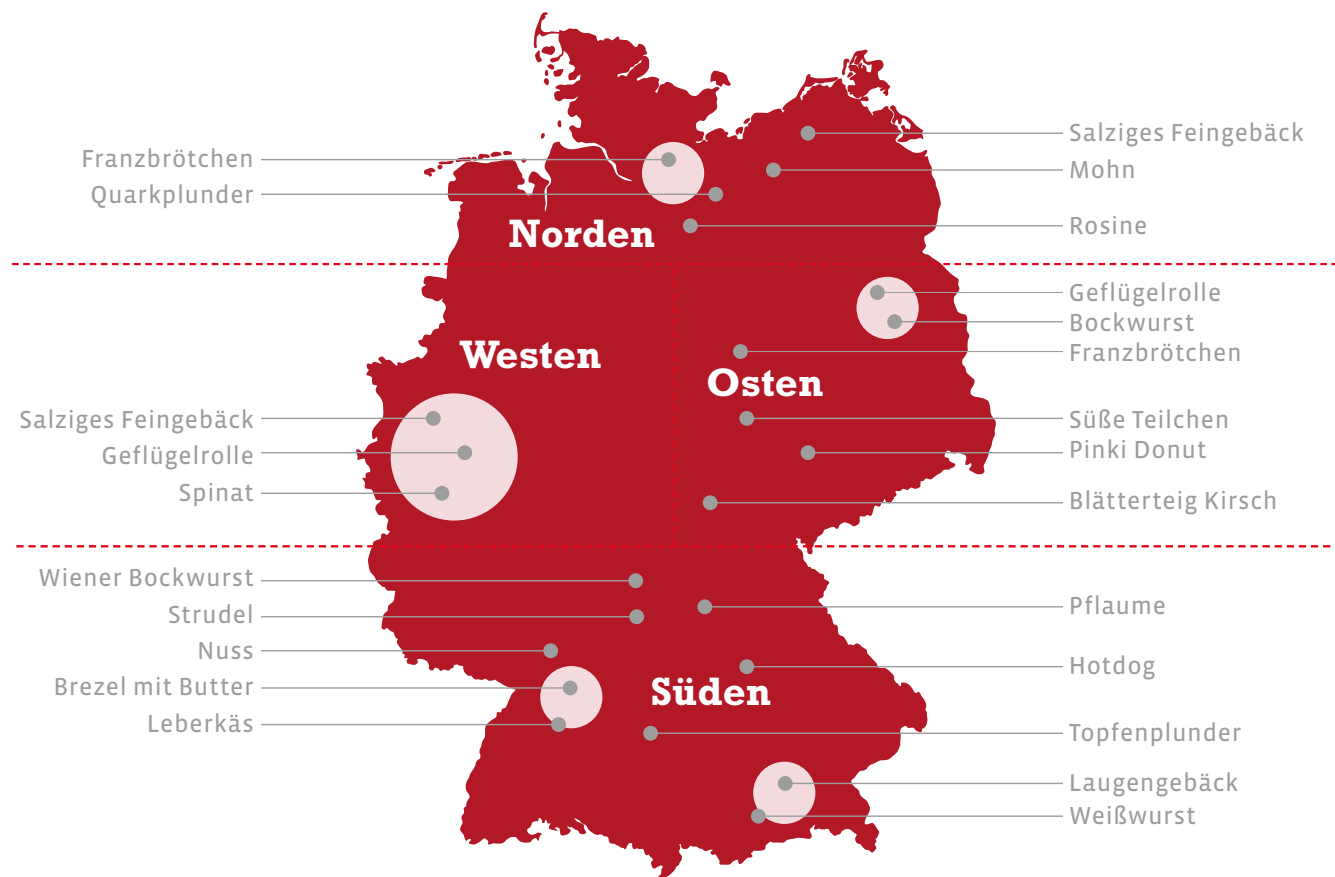 Salziges Feingebäck
Franzbrötchen
Mohn
Quarkplunder
Rosine
Norden
Geflügelrolle
Bockwurst
Franzbrötchen
Westen
Osten
Salziges Feingebäck
Süße Teilchen
Geflügelrolle
Pinki Donut
Spinat
Blätterteig Kirsch
Wiener Bockwurst
Pflaume
Strudel
Nuss
Hotdog
Brezel mit Butter
Süden
Leberkäs
Topfenplunder
Laugengebäck
Weißwurst